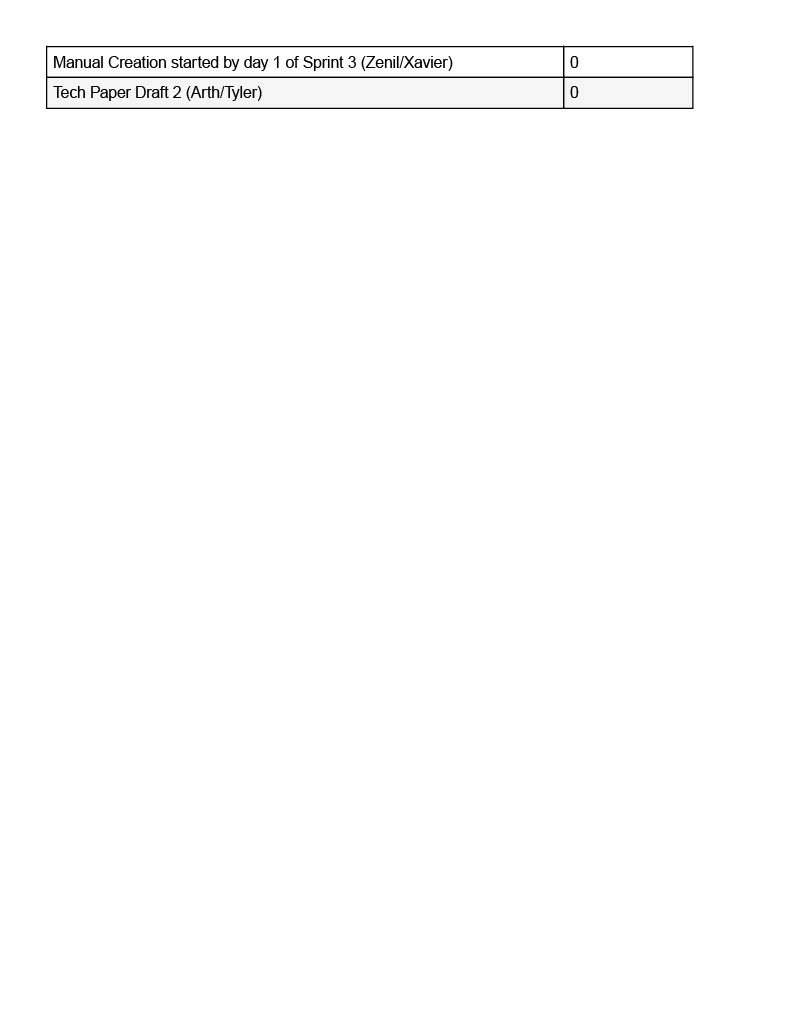 Manual Creation started by day 1 of Sprint 3 (Zenil/Xavier) 0
Tech Paper Draft 2 (Arth/Tyler) 0